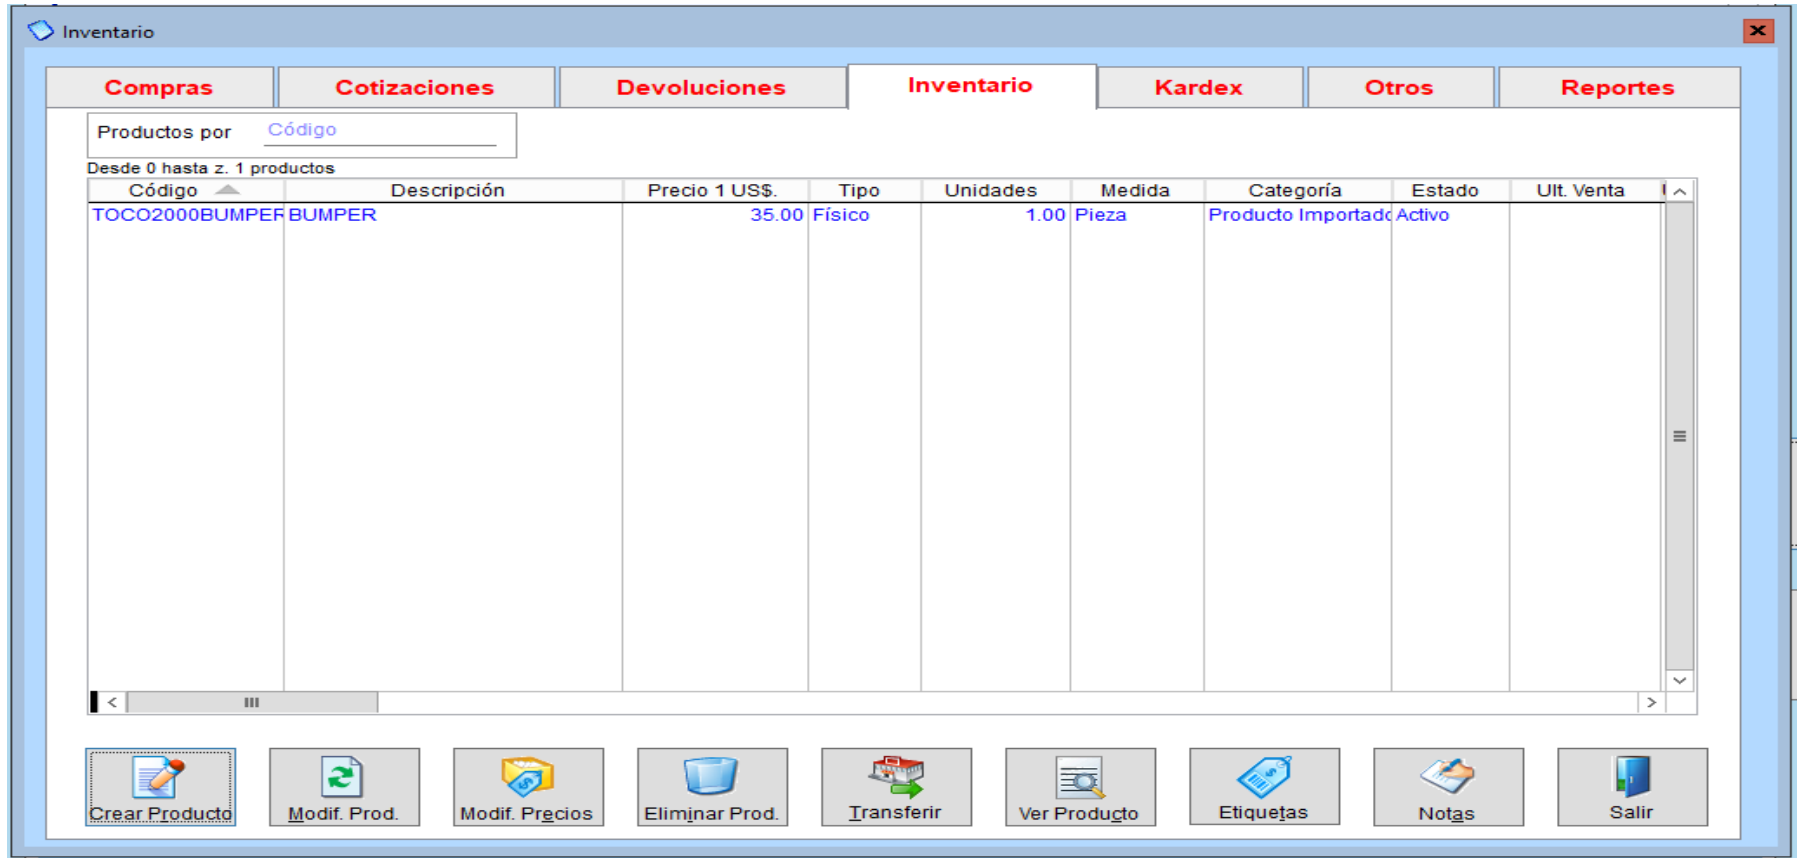 Inventario
Compras Cotizaciones Devoluciones Inventario Kardex Otros Reportes
Productos por Código
Desde 0 hasta z. 1 productos
Código Descripción Precio 1 US$. Tipo Unidades Medida Categoría Estado Ult. Venta
TOCO2000BUMPER BUMPER 35.00 Físico 1.00 Pieza Producto Importado Activo
Crear Producto Modif. Prod. Modif. Precios Eliminar Prod. Transferir Ver Producto Etiquetas Notas Salir